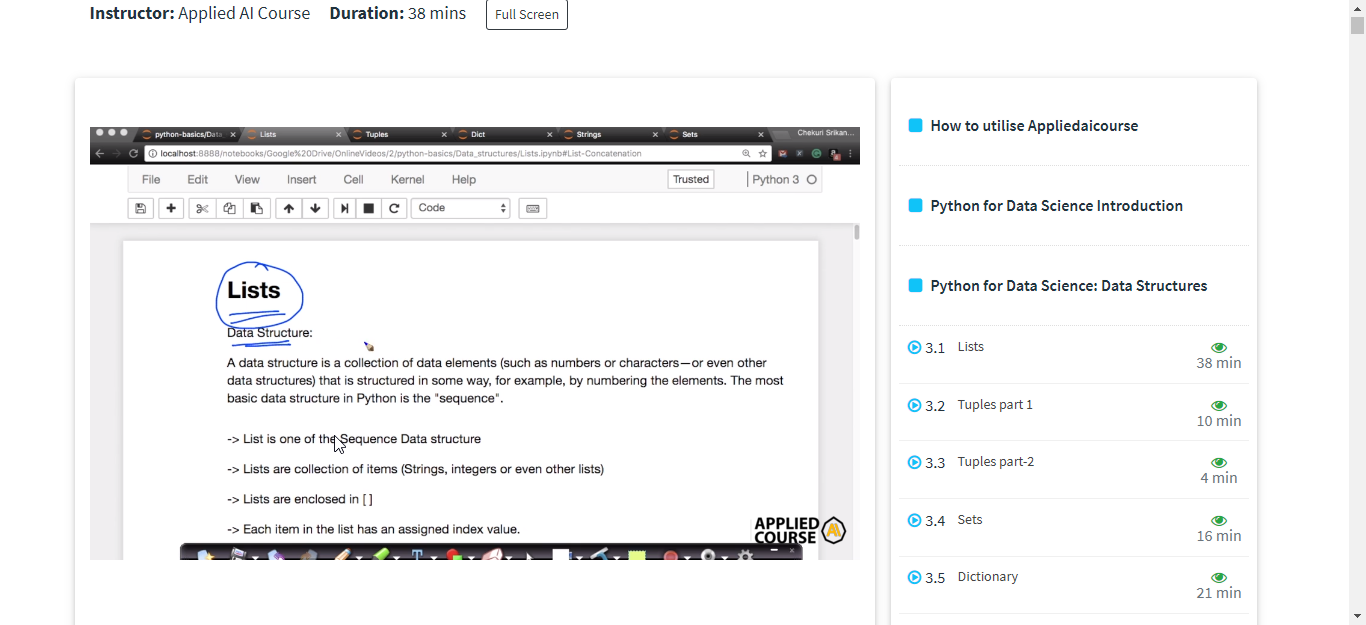 Instructor: Applied AI Course Duration: 38 mins Full Screen
python-basics/Data_ Lists Tuples Dict Strings Sets Chekuri Srikan...
localhost:8888/notebooks/Google%20Drive/OnlineVideos/2/python-basics/Data_structures/Lists.ipynb#List-Concatenation
File Edit View Insert Cell Kernel Help Trusted Python 3
Code
Lists
Data Structure:
A data structure is a collection of data elements (such as numbers or characters—or even other
data structures) that is structured in some way, for example, by numbering the elements. The most
basic data structure in Python is the "sequence".
-> List is one of the Sequence Data structure
-> Lists are collection of items (Strings, integers or even other lists)
-> Lists are enclosed in [ ]
-> Each item in the list has an assigned index value.
APPLIED
COURSE
How to utilise Appliedaicourse
Python for Data Science Introduction
Python for Data Science: Data Structures
3.1 Lists
38 min
3.2 Tuples part 1
10 min
3.3 Tuples part-2
4 min
3.4 Sets
16 min
3.5 Dictionary
21 min